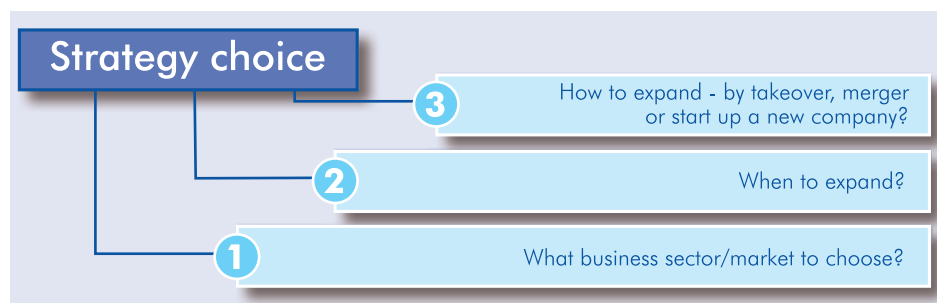 Strategy choice
3
How to expand - by takeover, merger
or start up a new company?
2
When to expand?
1
What business sector/market to choose?